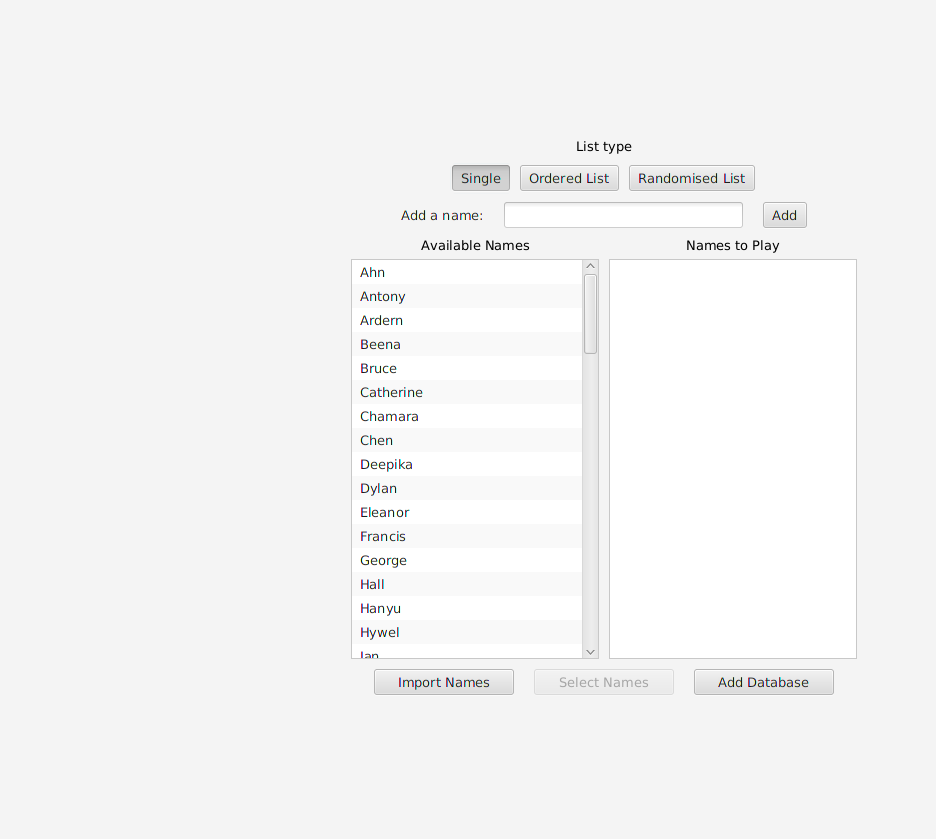 List type
Single Ordered List Randomised List
Add a name: Add
Available Names Names to Play
Ahn
Antony
Ardern
Beena
Bruce
Catherine
Chamara
Chen
Deepika
Dylan
Eleanor
Francis
George
Hall
Hanyu
Hywel
Ian
Import Names Select Names Add Database